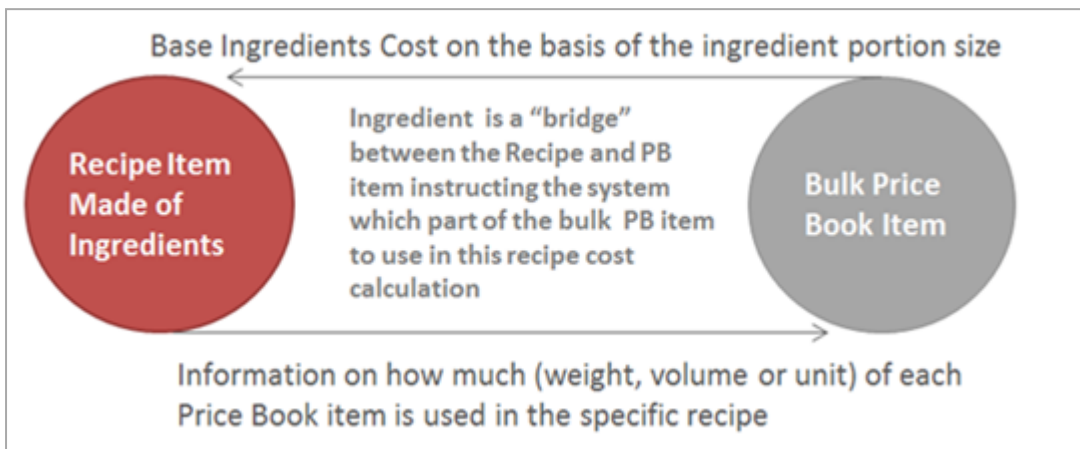 Base Ingredients Cost on the basis of the ingredient portion size
Recipe Item
Made of
Ingredients
Ingredient is a “bridge”
between the Recipe and PB
item instructing the system
which part of the bulk PB item
to use in this recipe cost
calculation
Bulk Price
Book Item
Information on how much (weight, volume or unit) of each
Price Book item is used in the specific recipe